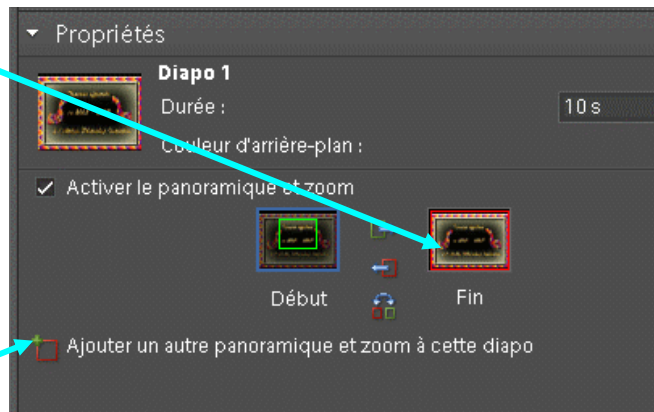 Propriétés
Diapo 1
Durée :
10 s
Couleur d'arrière-plan :
Activer le panoramique et zoom
Début
Fin
Ajouter un autre panoramique et zoom à cette diapo